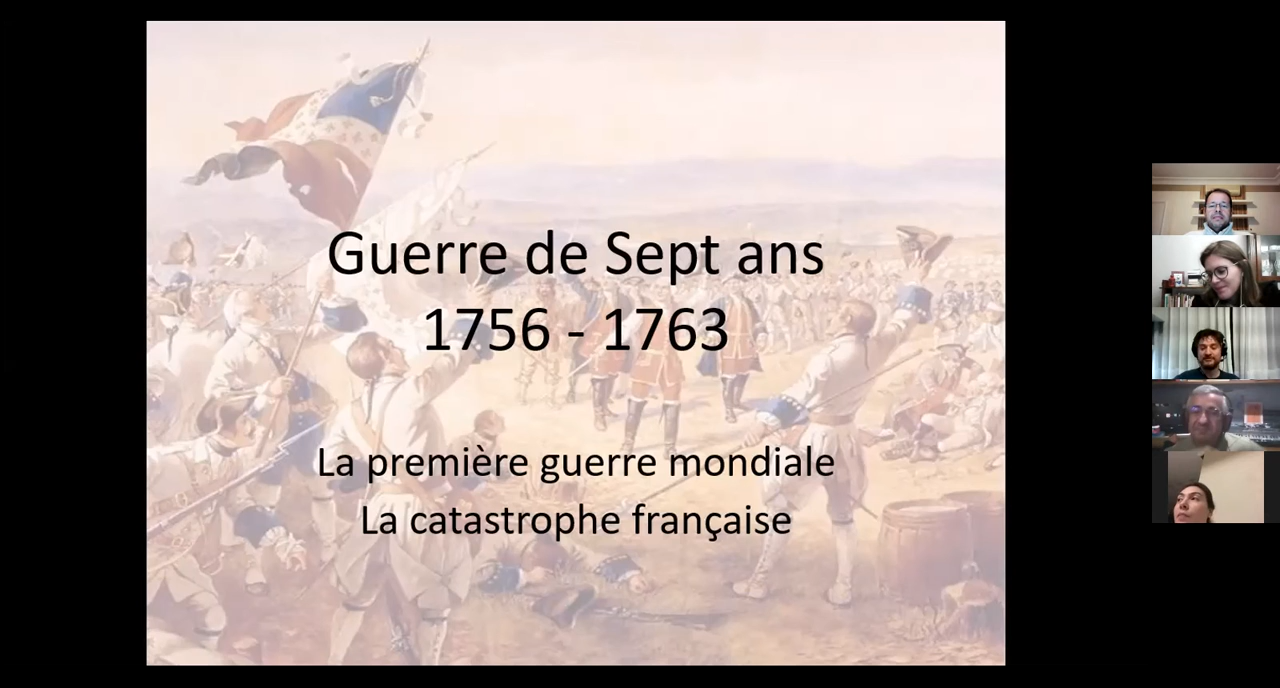 Guerre de Sept ans
1756 - 1763
La première guerre mondiale
La catastrophe française